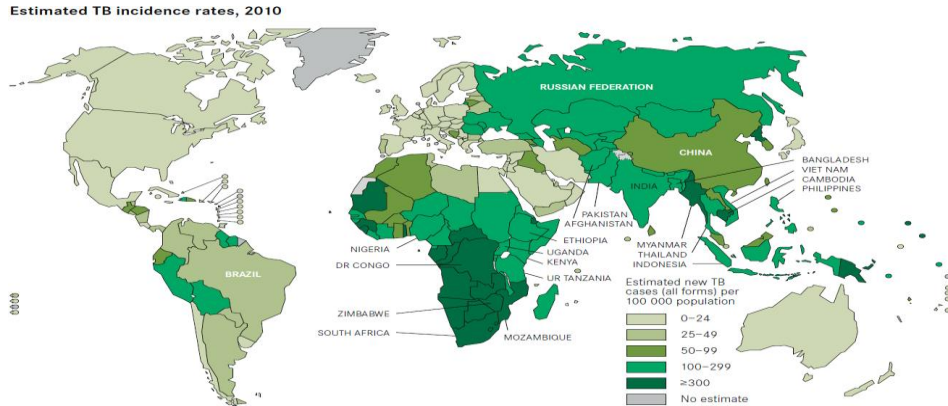 Estimated TB incidence rates, 2010
RUSSIAN FEDERATION
CHINA
BANGLADESH
VIET NAM
CAMBODIA
PHILIPPINES
INDIA
PAKISTAN
AFGHANISTAN
ETHIOPIA
UGANDA
KENYA
UR TANZANIA
NIGERIA
DR CONGO
BRAZIL
MYANMAR
THAILAND
INDONESIA
ZIMBABWE
SOUTH AFRICA
MOZAMBIQUE
Estimated new TB
cases (all forms) per
100 000 population
0–24
25–49
50–99
100–299
≥300
No estimate